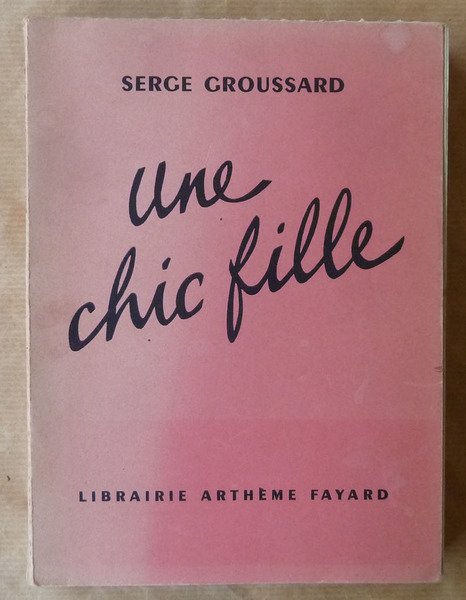 SERGE GROUSSARD
Une
chic fille
LIBRAIRIE ARTHÈME FAYARD